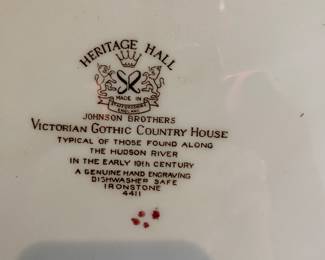 HERITAGE HALL
MADE IN
STAFFORDSHIRE
ENGLAND
JOHNSON BROTHERS
VICTORIAN GOTHIC COUNTRY HOUSE
TYPICAL OF THOSE FOUND ALONG
THE HUDSON RIVER
IN THE EARLY 19TH CENTURY
A GENUINE HAND ENGRAVING
DISHWASHER SAFE
IRONSTONE
4411